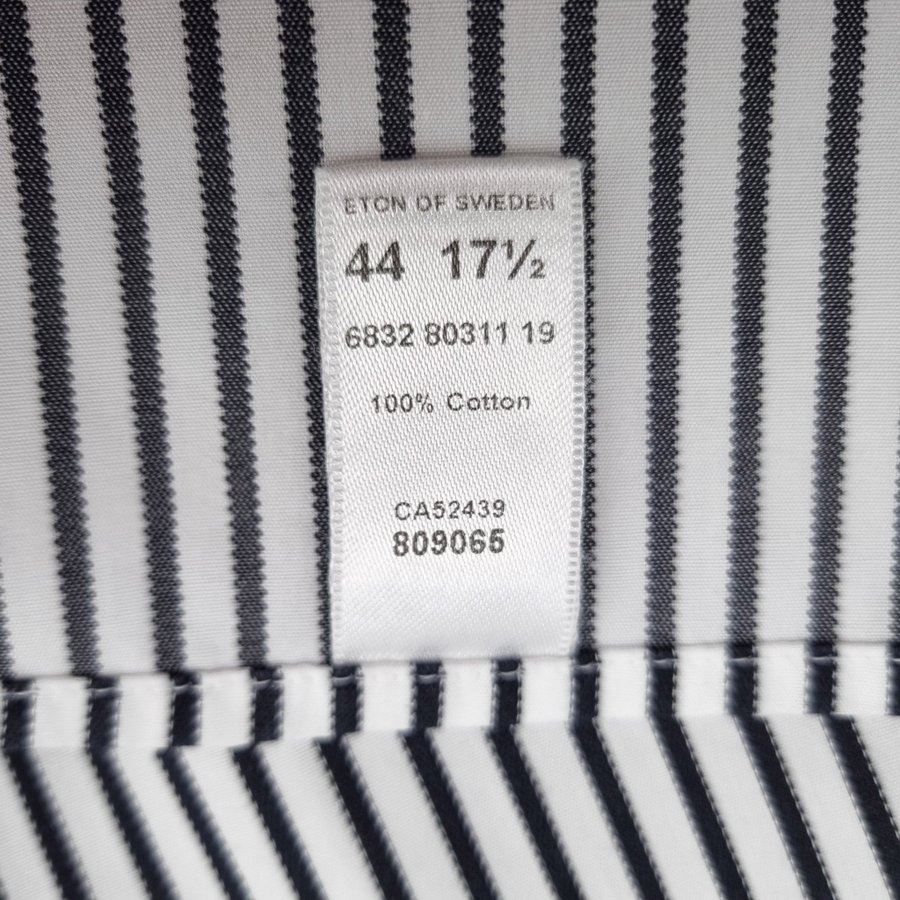 ETON OF SWEDEN
44 17½
6832 80311 19
100% Cotton
CA52439
809065